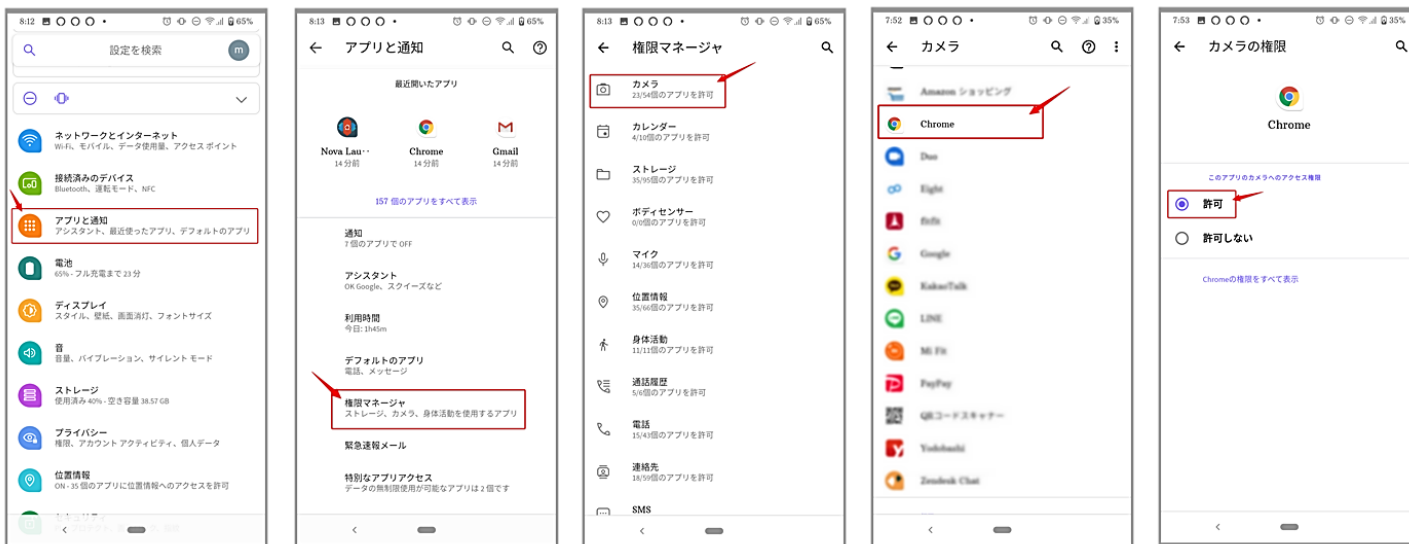 8:12
65%
設定を検索
m
ネットワークとインターネット
Wi-Fi、モバイル、データ使用量、アクセス ポイント
接続済みのデバイス
Bluetooth、運転モード、NFC
アプリと通知
アシスタント、最近使ったアプリ、デフォルトのアプリ
電池
65% - フル充電まで 23 分
ディスプレイ
スタイル、壁紙、画面消灯、フォントサイズ
音
音量、バイブレーション、サイレント モード
ストレージ
使用済み 40% - 空き容量 38.57 GB
プライバシー
権限、アカウント アクティビティ、個人データ
位置情報
ON - 35 個のアプリに位置情報へのアクセスを許可
セキュリティ
8:13
65%
アプリと通知
最近開いたアプリ
Nova Lau‥
Chrome
Gmail
14 分前
14 分前
14 分前
157 個のアプリをすべて表示
通知
7 個のアプリで OFF
アシスタント
OK Google、スクイーズなど
利用時間
今日: 1h45m
デフォルトのアプリ
電話、メッセージ
権限マネージャ
ストレージ、カメラ、身体活動を使用するアプリ
緊急速報メール
特別なアプリアクセス
データの無制限使用が可能なアプリは 2 個です
8:13
65%
権限マネージャ
カメラ
23/54個のアプリを許可
カレンダー
4/10個のアプリを許可
ストレージ
35/95個のアプリを許可
ボディセンサー
0/0個のアプリを許可
マイク
14/36個のアプリを許可
位置情報
35/66個のアプリを許可
身体活動
11/11個のアプリを許可
通話履歴
5/6個のアプリを許可
電話
15/43個のアプリを許可
連絡先
18/59個のアプリを許可
SMS
7:52
35%
カメラ
Amazon ショッピング
Chrome
Duo
Eight
fitfit
Google
KakaoTalk
LINE
Mi Fit
PayPay
QRコードスキャナー
Yodobashi
Zendesk Chat
7:53
35%
カメラの権限
Chrome
このアプリのカメラへのアクセス権限
許可
許可しない
Chromeの権限をすべて表示